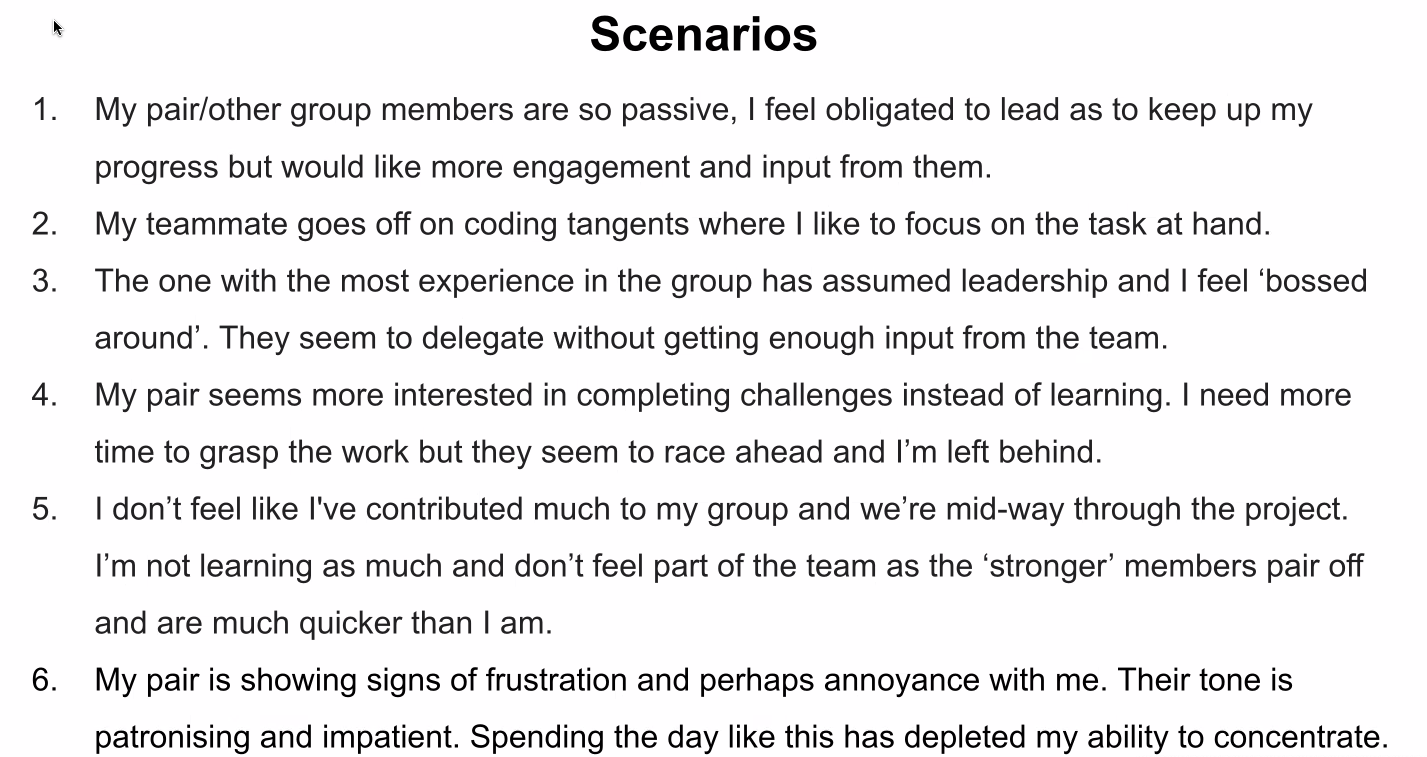 Scenarios
1. My pair/other group members are so passive, I feel obligated to lead as to keep up my
progress but would like more engagement and input from them.
2. My teammate goes off on coding tangents where I like to focus on the task at hand.
3. The one with the most experience in the group has assumed leadership and I feel ‘bossed
around’. They seem to delegate without getting enough input from the team.
4. My pair seems more interested in completing challenges instead of learning. I need more
time to grasp the work but they seem to race ahead and I’m left behind.
5. I don’t feel like I've contributed much to my group and we’re mid-way through the project.
I’m not learning as much and don’t feel part of the team as the ‘stronger’ members pair off
and are much quicker than I am.
6. My pair is showing signs of frustration and perhaps annoyance with me. Their tone is
patronising and impatient. Spending the day like this has depleted my ability to concentrate.